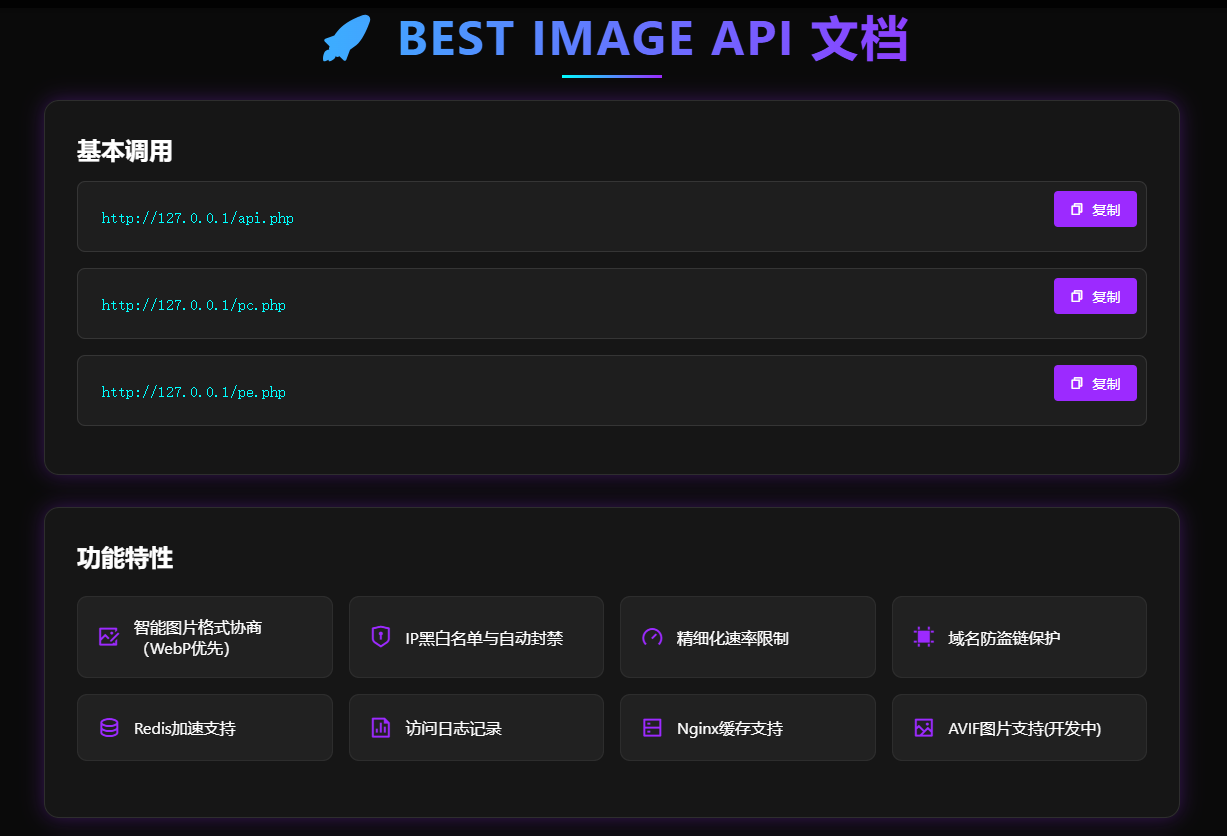 BEST IMAGE API 文档
基本调用
http://127.0.0.1/api.php
复制
http://127.0.0.1/pc.php
复制
http://127.0.0.1/pe.php
复制
功能特性
智能图片格式协商
（WebP优先）
IP黑白名单与自动封禁
精细化速率限制
域名防盗链保护
Redis加速支持
访问日志记录
Nginx缓存支持
AVIF图片支持(开发中)